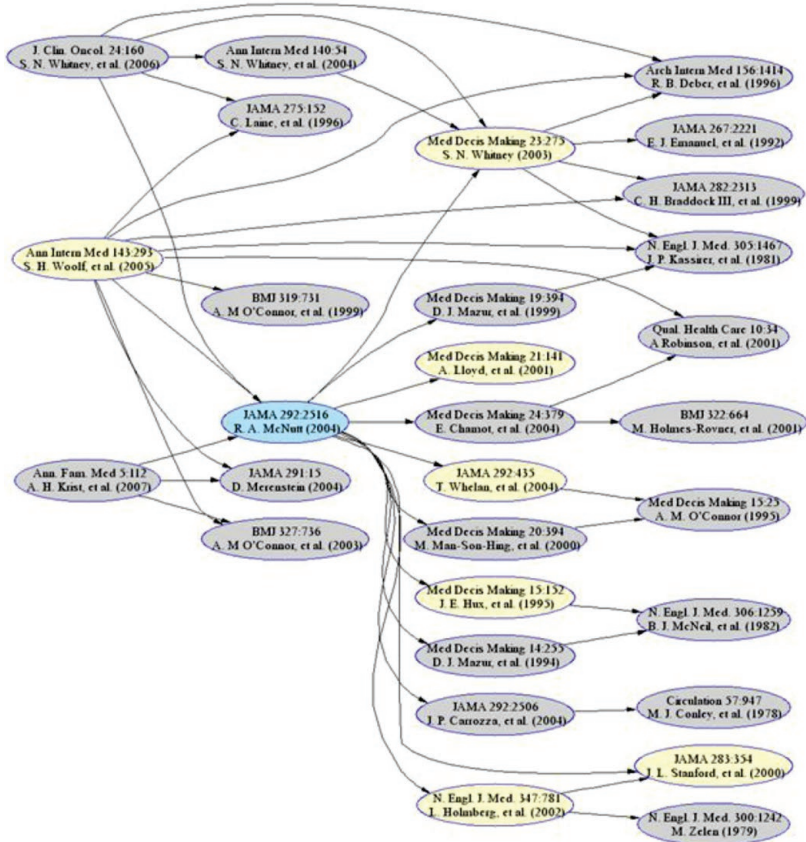 J. Clin. Oncol. 24:160
S. N. Whitney, et al. (2006)
Ann Intern Med 140:54
S. N. Whitney, et al. (2004)
JAMA 275:152
C. Laine, et al. (1996)
Arch Intern Med 156:1414
R. B. Deber, et al. (1996)
Med Decis Making 23:275
S. N. Whitney (2003)
JAMA 267:2221
E. J. Emanuel, et al. (1992)
JAMA 282:2313
C. H. Braddock III, et al. (1999)
Ann Intern Med 143:293
S. H. Woolf, et al. (2005)
N. Engl. J. Med. 305:1467
J. P. Kassirer, et al. (1981)
BMJ 319:731
A. M O'Connor, et al. (1999)
Med Decis Making 19:394
D. J. Mazur, et al. (1999)
Qual. Health Care 10:34
A Robinson, et al. (2001)
Med Decis Making 21:141
A. Lloyd, et al. (2001)
JAMA 292:2516
R. A. McNutt (2004)
Med Decis Making 24:379
E. Chamot, et al. (2004)
BMJ 322:664
M. Holmes-Rovner, et al. (2001)
Ann. Fam. Med 5:112
A. H. Krist, et al. (2007)
JAMA 291:15
D. Merenstein (2004)
JAMA 292:435
T. Whelan, et al. (2004)
Med Decis Making 15:25
A. M. O'Connor (1995)
BMJ 327:736
A. M O'Connor, et al. (2003)
Med Decis Making 20:394
M. Man-Son-Hing, et al. (2000)
Med Decis Making 15:152
J. E. Hux, et al. (1995)
N. Engl. J. Med. 306:1259
B. J. McNeil, et al. (1982)
Med Decis Making 14:255
D. J. Mazur, et al. (1994)
JAMA 292:2506
J. P. Carrozza, et al. (2004)
Circulation 57:947
M. J. Conley, et al. (1978)
JAMA 283:354
J. L. Stanford, et al. (2000)
N. Engl. J. Med. 347:781
L. Holmberg, et al. (2002)
N. Engl. J. Med. 300:1242
M. Zelen (1979)